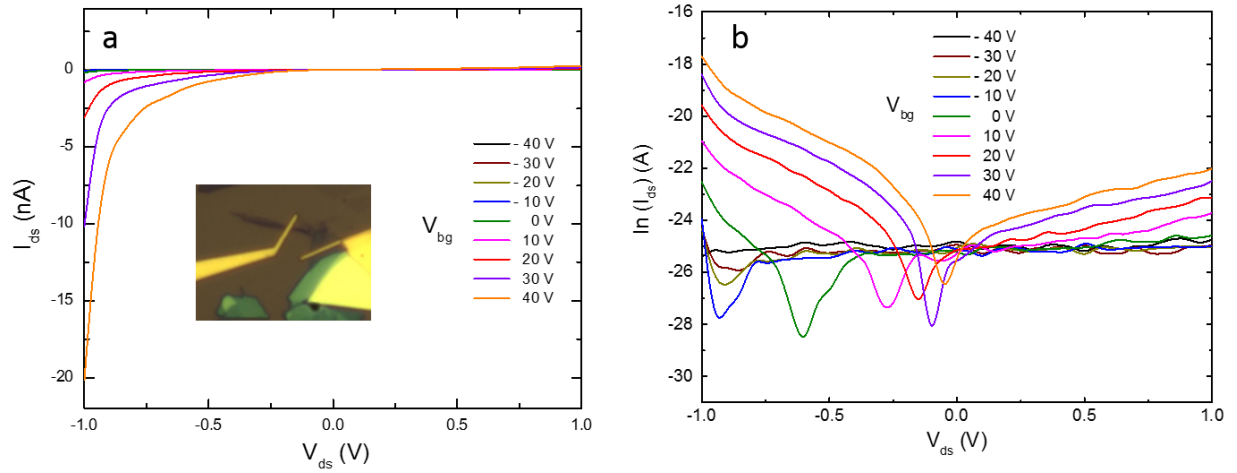 a
0
-5
-10
-15
-20
I_ds (nA)
-1.0 -0.5 0.0 0.5 1.0
V_ds (V)
V_bg
- 40 V
- 30 V
- 20 V
- 10 V
0 V
10 V
20 V
30 V
40 V
b
-16
-18
-20
-22
-24
-26
-28
-30
ln (I_ds) (A)
-1.0 -0.5 0.0 0.5 1.0
V_ds (V)
V_bg
- 40 V
- 30 V
- 20 V
- 10 V
0 V
10 V
20 V
30 V
40 V